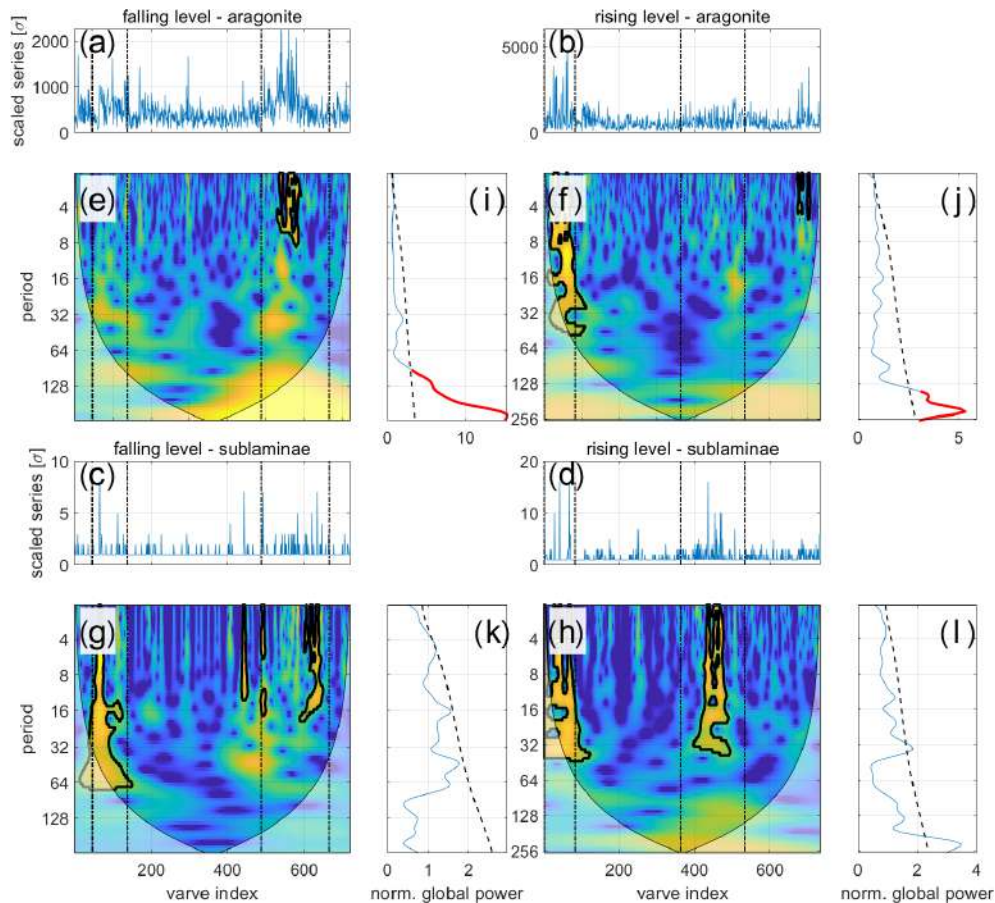 falling level - aragonite
rising level - aragonite
scaled series [σ]
2000
1000
0
(a)
5000
0
(b)
period
4
8
16
32
64
128
(e)
(i)
0
10
4
8
16
32
64
128
256
(f)
(j)
0
5
falling level - sublaminae
rising level - sublaminae
scaled series [σ]
10
5
0
(c)
20
10
0
(d)
period
4
8
16
32
64
128
(g)
200
400
600
varve index
(k)
0
1
2
norm. global power
4
8
16
32
64
128
256
(h)
200
400
600
varve index
(l)
0
2
4
norm. global power